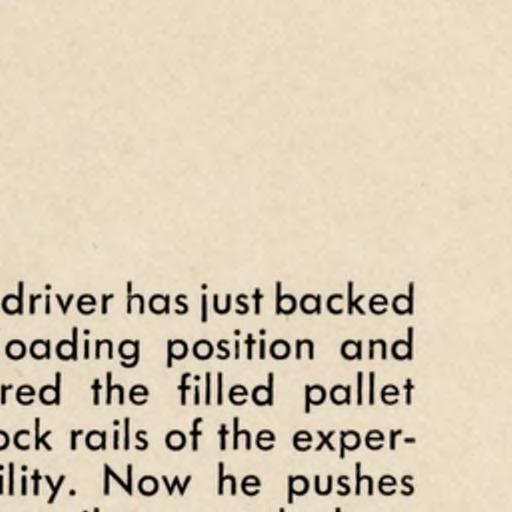 driver has just backed
oading position and
red the filled pallet
ock rails of the exper-
ility. Now he pushes